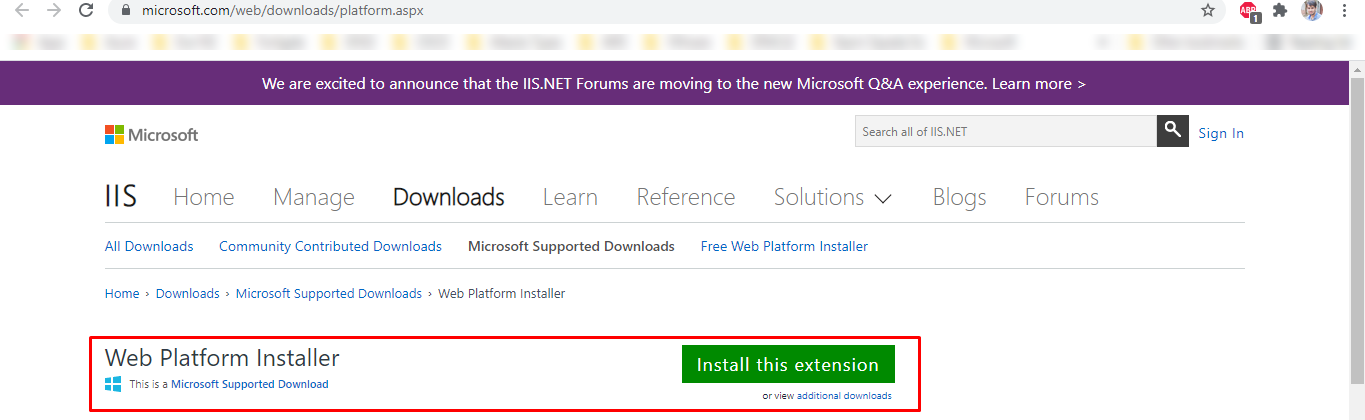 microsoft.com/web/downloads/platform.aspx
ABP
1
We are excited to announce that the IIS.NET Forums are moving to the new Microsoft Q&A experience. Learn more >
Microsoft
Search all of IIS.NET
Sign In
IIS Home Manage Downloads Learn Reference Solutions Blogs Forums
All Downloads Community Contributed Downloads Microsoft Supported Downloads Free Web Platform Installer
Home › Downloads › Microsoft Supported Downloads › Web Platform Installer
Web Platform Installer
Install this extension
This is a Microsoft Supported Download
or view additional downloads